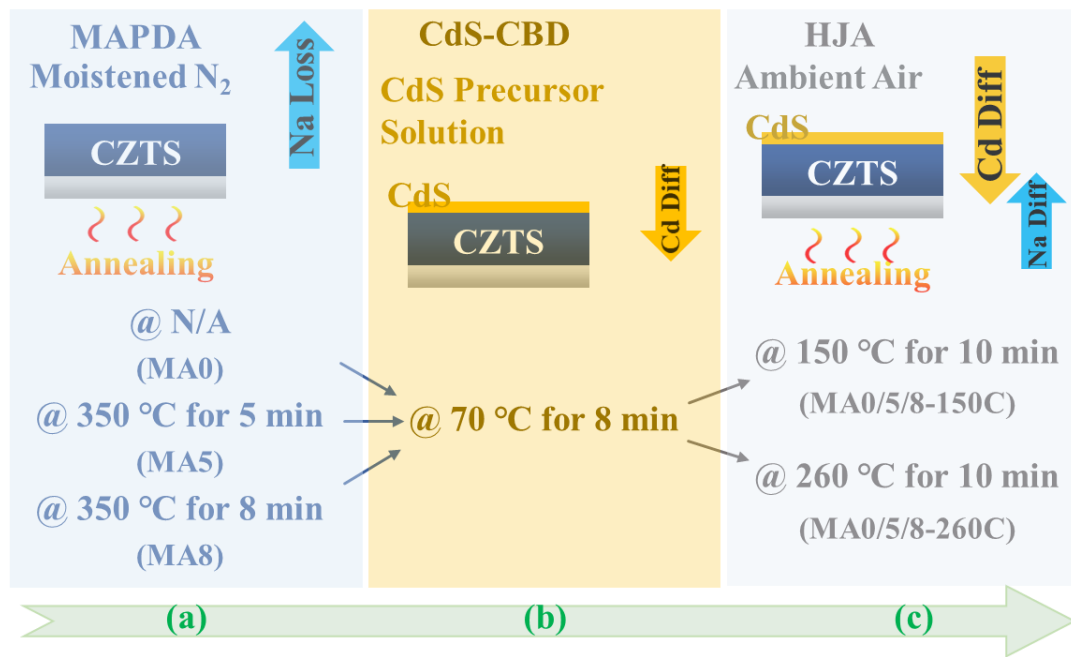 MAPDA
Moistened N₂
Na Loss
CZTS
Annealing
@ N/A
(MA0)
@ 350 °C for 5 min
(MA5)
@ 350 °C for 8 min
(MA8)
CdS-CBD
CdS Precursor
Solution
CdS
Cd Diff
CZTS
@ 70 °C for 8 min
HJA
Ambient Air
CdS
Cd Diff
CZTS
Na Diff
Annealing
@ 150 °C for 10 min
(MA0/5/8-150C)
@ 260 °C for 10 min
(MA0/5/8-260C)
(a)
(b)
(c)